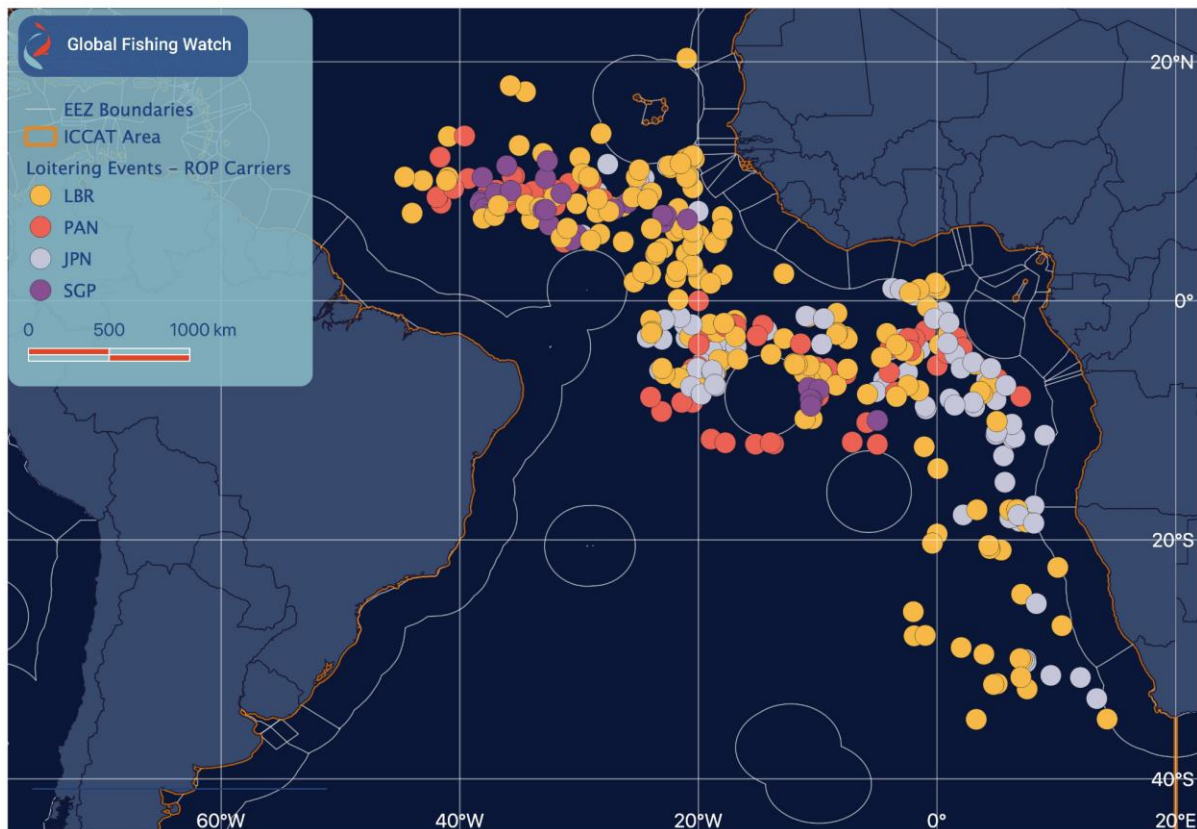 Global Fishing Watch
EEZ Boundaries
ICCAT Area
Loitering Events – ROP Carriers
LBR
PAN
JPN
SGP
0 500 1000 km
20°N
0°
20°S
40°S
60°W 40°W 20°W 0° 20°E